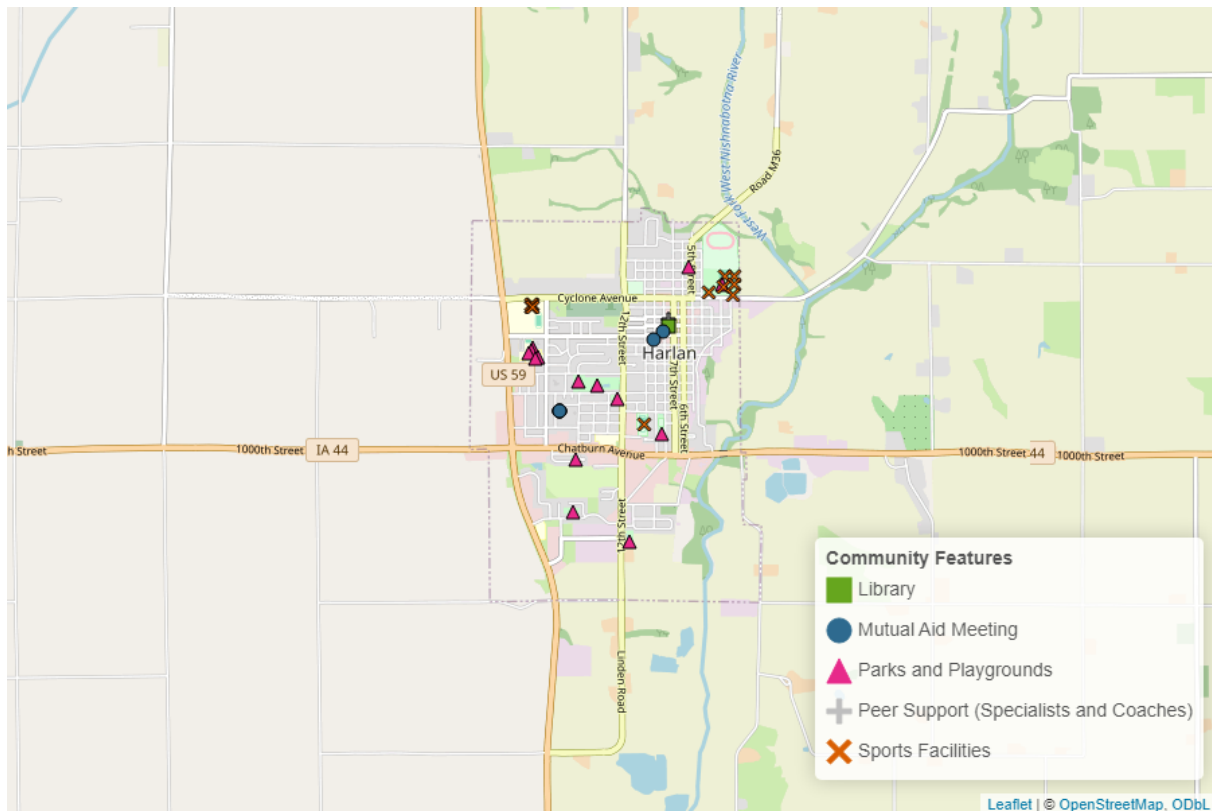 West Fork West Nishnabotna River
Road M36
5th Street
Cyclone Avenue
12th Street
Harlan
7th Street
US 59
6th Street
h Street
1000th Street
IA 44
Chatburn Avenue
1000th Street
44
1000th Street
12th Street
Linden Road
Community Features
Library
Mutual Aid Meeting
Parks and Playgrounds
Peer Support (Specialists and Coaches)
Sports Facilities
Leaflet | © OpenStreetMap, ODbL